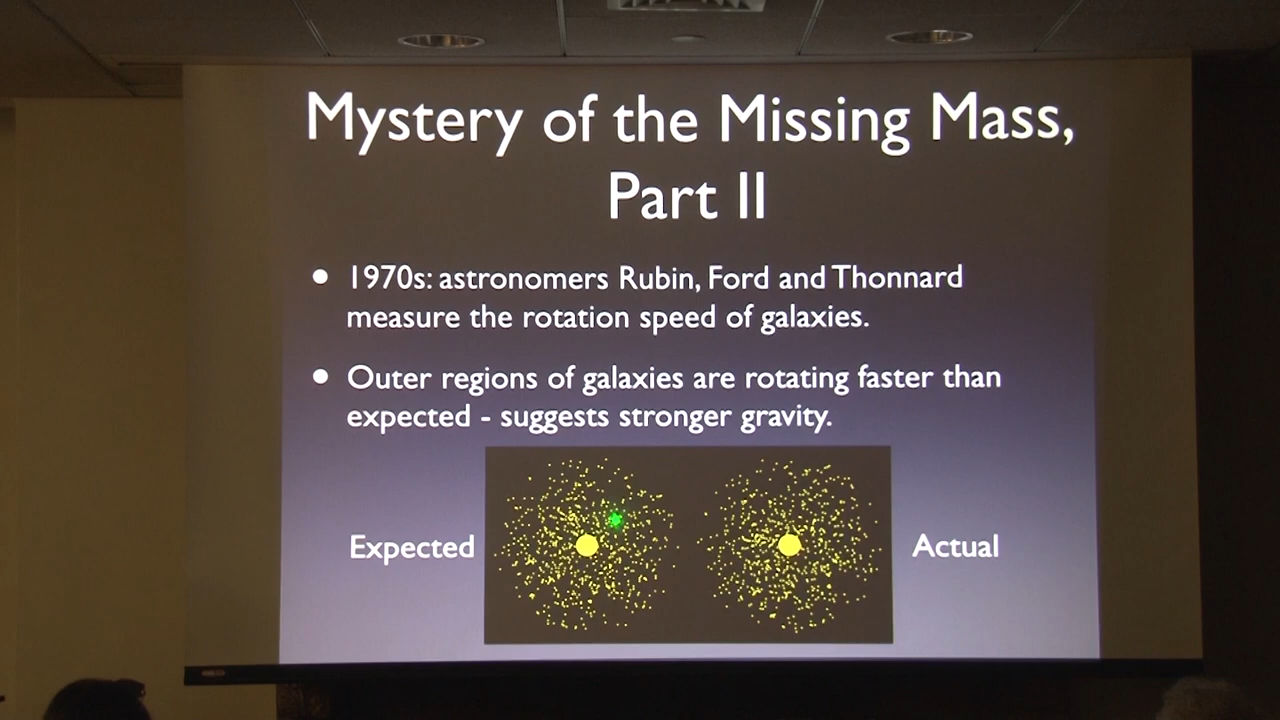 Mystery of the Missing Mass,
Part II
• 1970s: astronomers Rubin, Ford and Thonnard
measure the rotation speed of galaxies.
• Outer regions of galaxies are rotating faster than
expected - suggests stronger gravity.
Expected
Actual